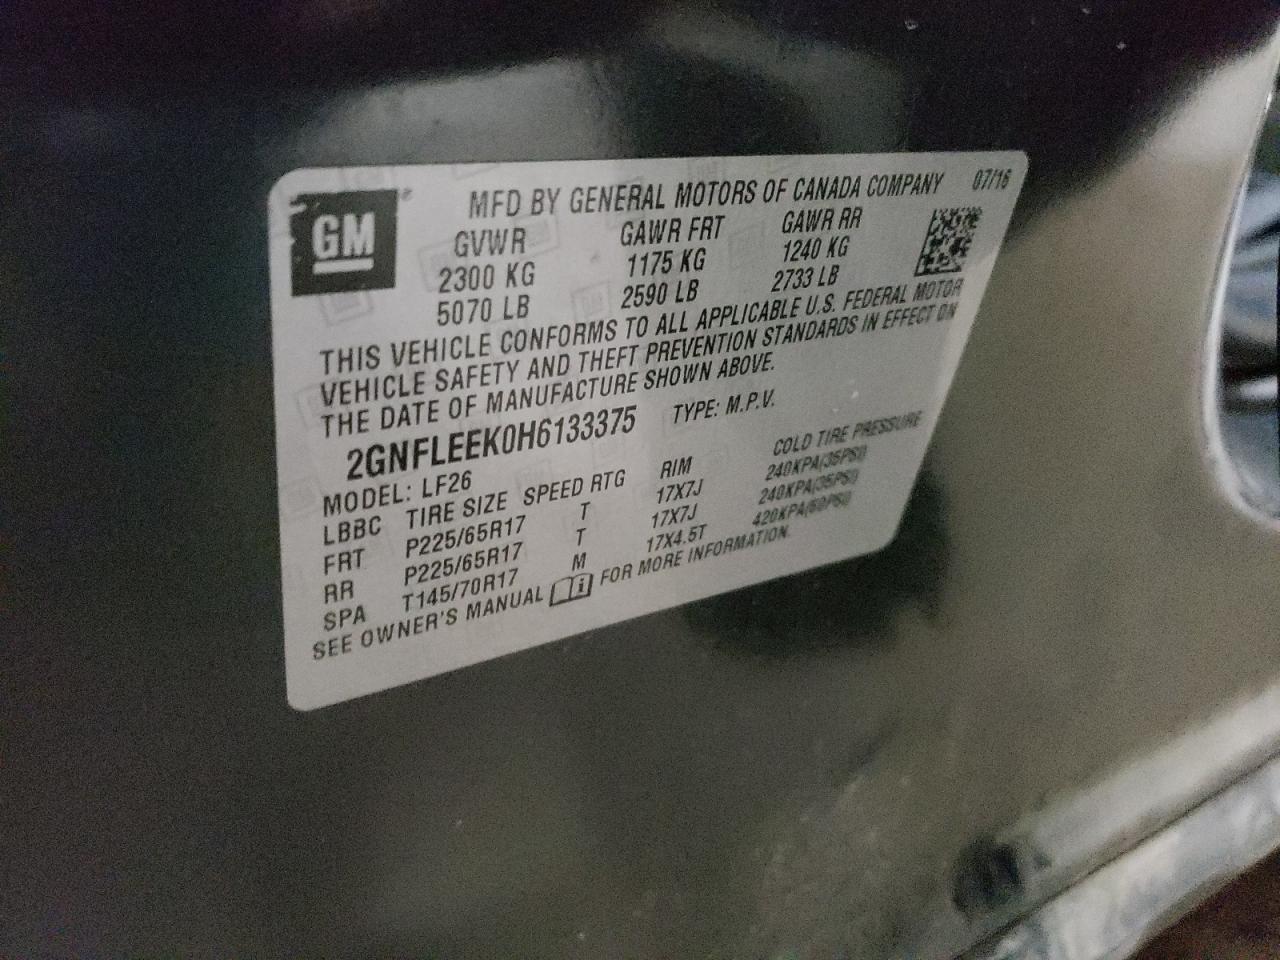 GM
MFD BY GENERAL MOTORS OF CANADA COMPANY 07/16
GVWR GAWR FRT GAWR RR
2300 KG 1175 KG 1240 KG
5070 LB 2590 LB 2733 LB
THIS VEHICLE CONFORMS TO ALL APPLICABLE U.S. FEDERAL MOTOR
VEHICLE SAFETY AND THEFT PREVENTION STANDARDS IN EFFECT ON
THE DATE OF MANUFACTURE SHOWN ABOVE.
2GNFLEEK0H6133375 TYPE: M.P.V.
MODEL: LF26
LBBC TIRE SIZE SPEED RTG RIM COLD TIRE PRESSURE
FRT P225/65R17 T 17X7J 240KPA(35PSI)
RR P225/65R17 T 17X7J 240KPA(35PSI)
SPA T145/70R17 M 17X4.5T 420KPA(60PSI)
SEE OWNER'S MANUAL i FOR MORE INFORMATION.